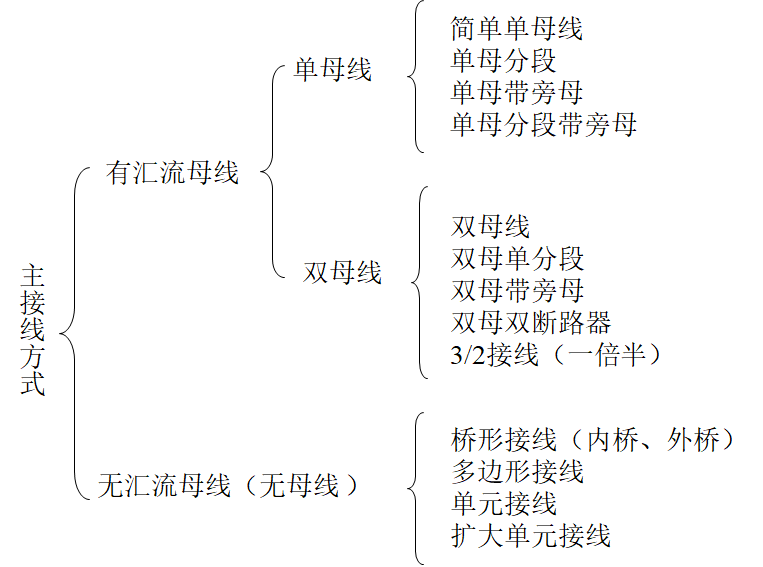 主接线方式
有汇流母线
单母线
简单单母线
单母分段
单母带旁母
单母分段带旁母
双母线
双母线
双母单分段
双母带旁母
双母双断路器
3/2接线（一倍半）
无汇流母线（无母线）
桥形接线（内桥、外桥）
多边形接线
单元接线
扩大单元接线